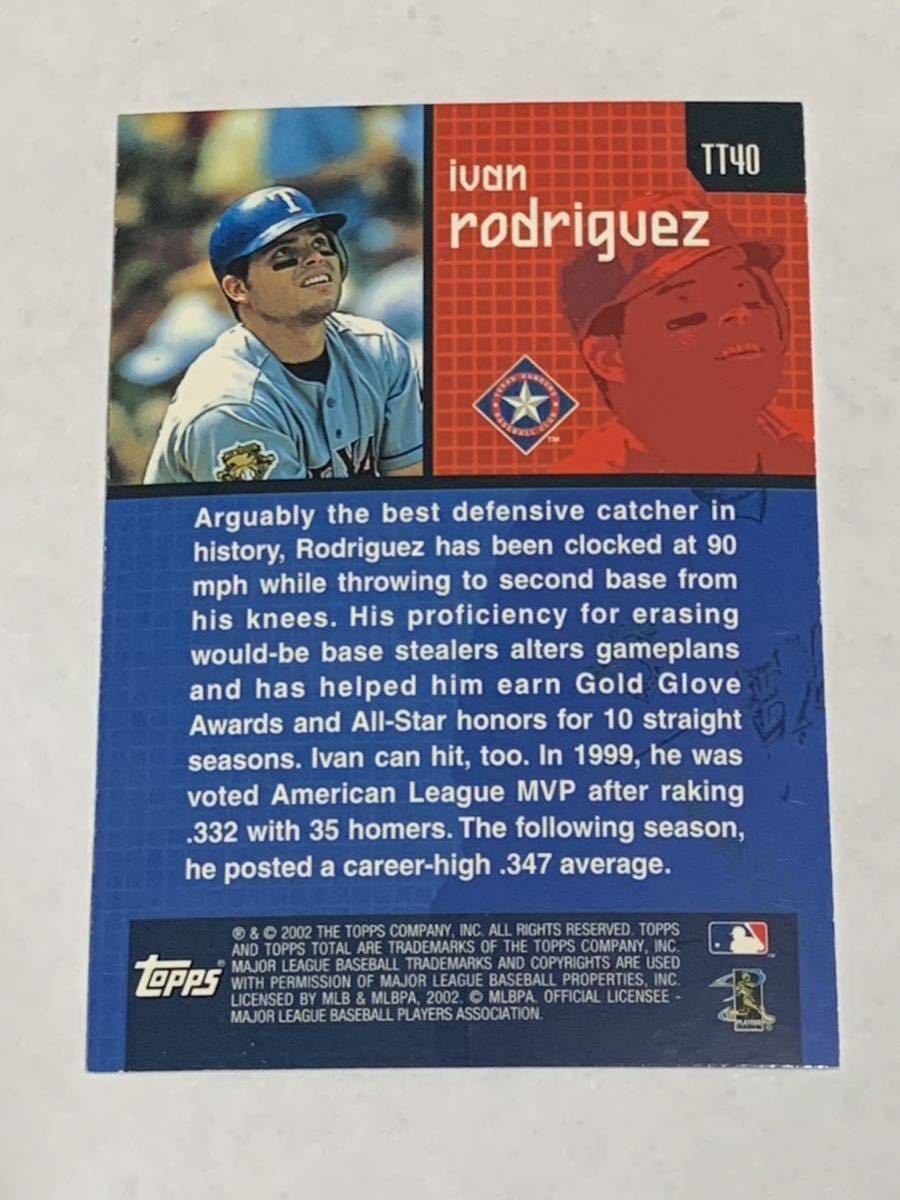 TT40
ivan
rodriguez
T
TEXAS RANGERS
BASEBALL CLUB
TM
Arguably the best defensive catcher in
history, Rodriguez has been clocked at 90
mph while throwing to second base from
his knees. His proficiency for erasing
would-be base stealers alters gameplans
and has helped him earn Gold Glove
Awards and All-Star honors for 10 straight
seasons. Ivan can hit, too. In 1999, he was
voted American League MVP after raking
.332 with 35 homers. The following season,
he posted a career-high .347 average.
topps®
® & © 2002 THE TOPPS COMPANY, INC. ALL RIGHTS RESERVED. TOPPS
AND TOPPS TOTAL ARE TRADEMARKS OF THE TOPPS COMPANY, INC.
MAJOR LEAGUE BASEBALL TRADEMARKS AND COPYRIGHTS ARE USED
WITH PERMISSION OF MAJOR LEAGUE BASEBALL PROPERTIES, INC.
LICENSED BY MLB & MLBPA, 2002. © MLBPA. OFFICIAL LICENSEE -
MAJOR LEAGUE BASEBALL PLAYERS ASSOCIATION.
PLAYERS